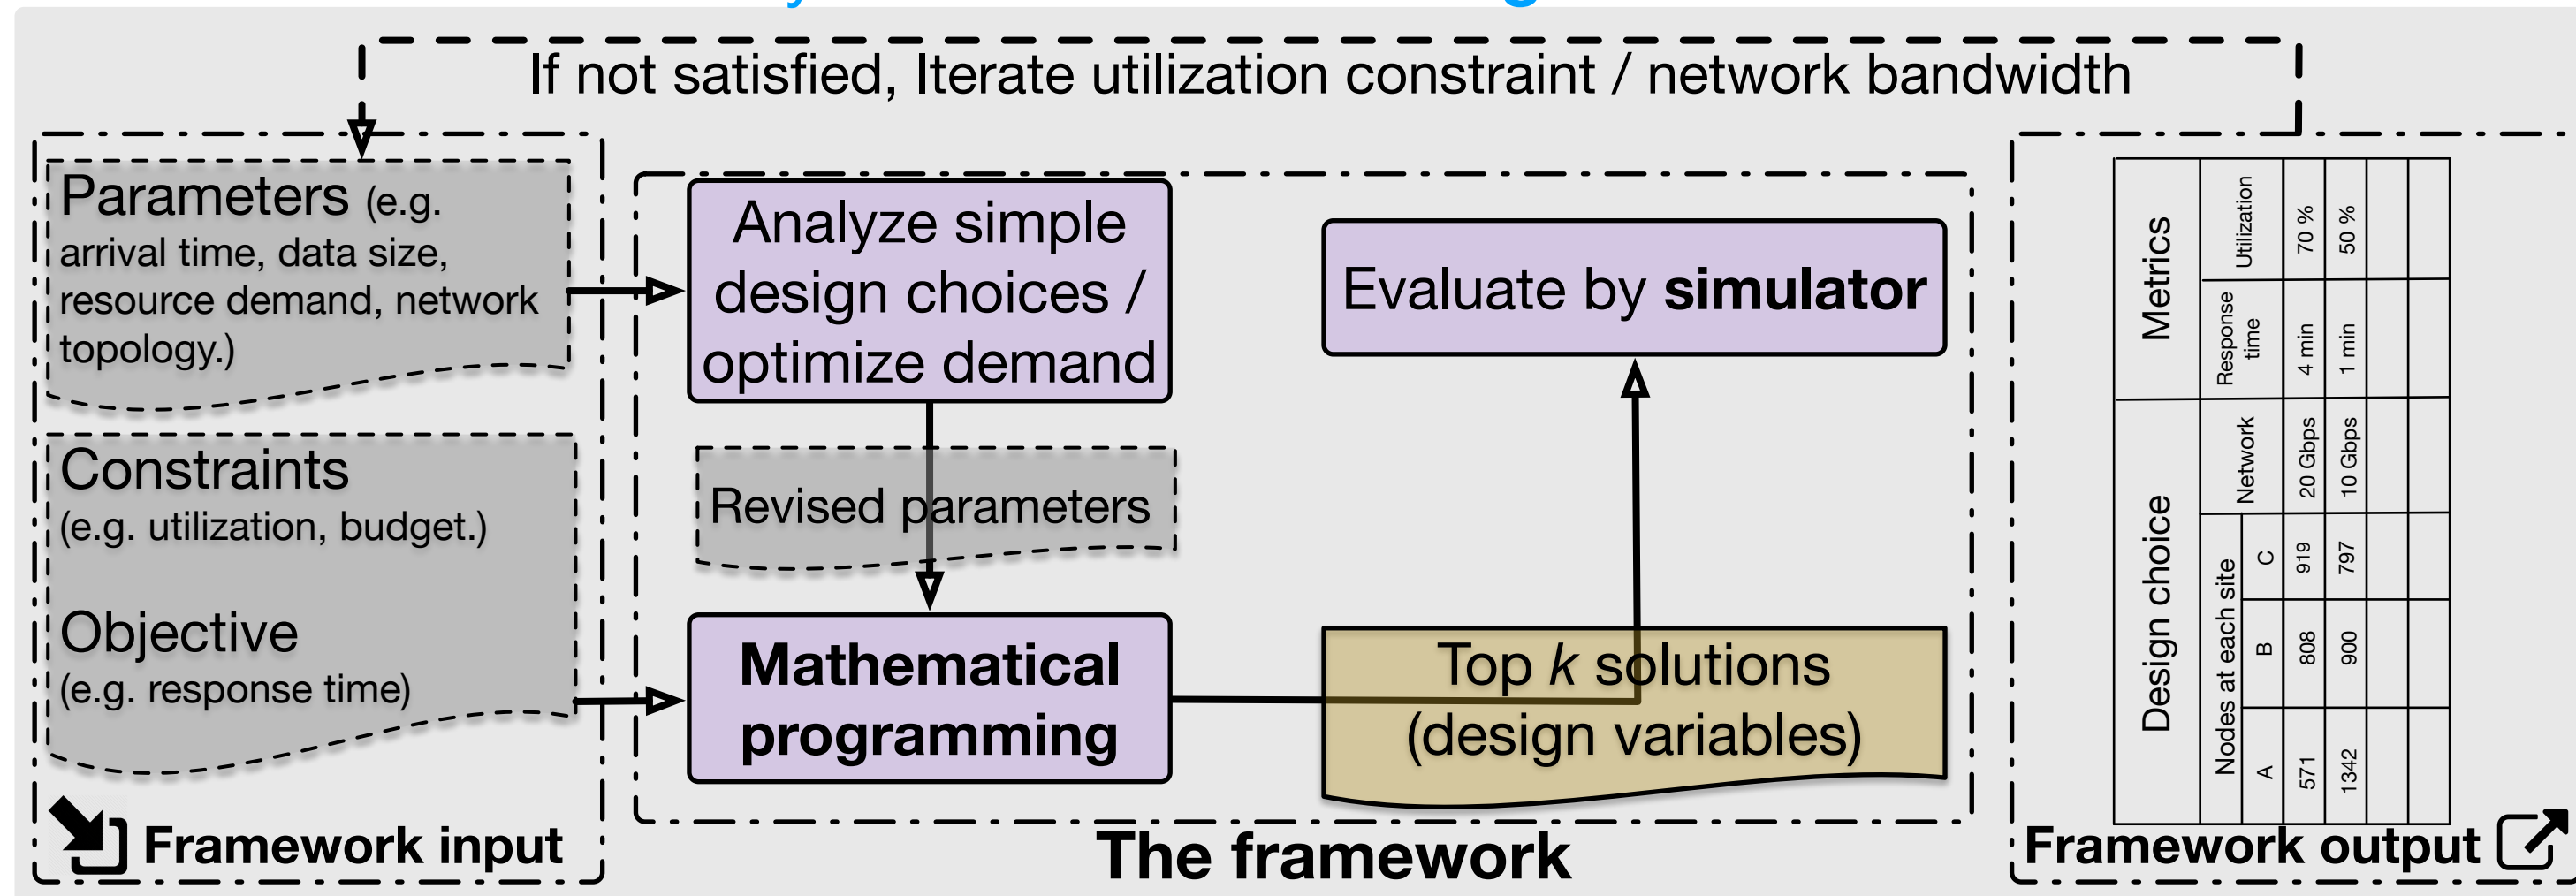 If not satisfied, Iterate utilization constraint / network bandwidth
Parameters (e.g.
arrival time, data size,
resource demand, network
topology.)
Constraints
(e.g. utilization, budget.)
Objective
(e.g. response time)
Framework input
Analyze simple
design choices /
optimize demand
Revised parameters
Mathematical
programming
Evaluate by simulator
Top k solutions
(design variables)
The framework
Design choice Metrics
Nodes at each site Network Response time Utilization
A B C
571 808 919 20 Gbps 4 min 70 %
1342 900 797 10 Gbps 1 min 50 %
Framework output